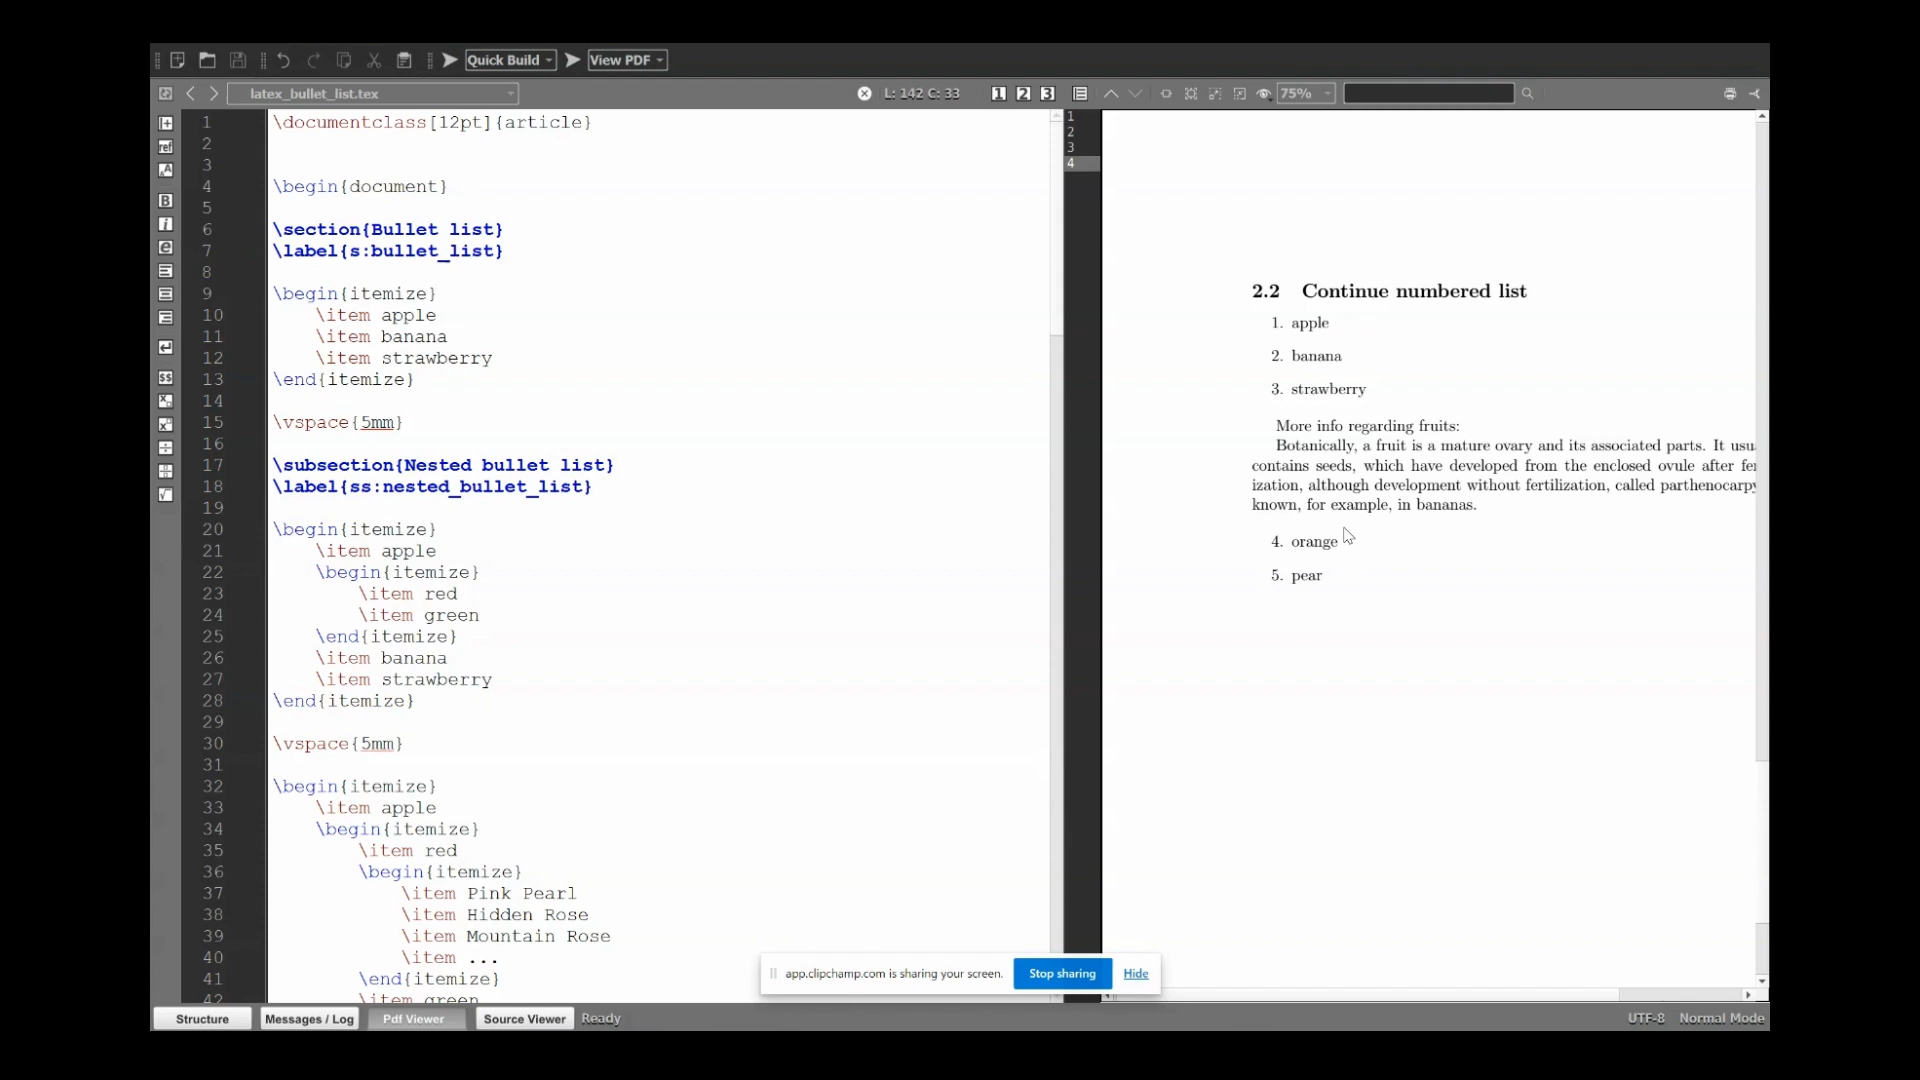 Quick Build
View PDF
latex_bullet_list.tex
L: 142 C: 33
1 2 3
75%
1 \documentclass[12pt]{article}
2
3
4 \begin{document}
5
6 \section{Bullet list}
7 \label{s:bullet_list}
8
9 \begin{itemize}
10 \item apple
11 \item banana
12 \item strawberry
13 \end{itemize}
14
15 \vspace{5mm}
16
17 \subsection{Nested bullet list}
18 \label{ss:nested_bullet_list}
19
20 \begin{itemize}
21 \item apple
22 \begin{itemize}
23 \item red
24 \item green
25 \end{itemize}
26 \item banana
27 \item strawberry
28 \end{itemize}
29
30 \vspace{5mm}
31
32 \begin{itemize}
33 \item apple
34 \begin{itemize}
35 \item red
36 \begin{itemize}
37 \item Pink Pearl
38 \item Hidden Rose
39 \item Mountain Rose
40 \item ...
41 \end{itemize}
42 \item green
1
2
3
4
2.2 Continue numbered list
1. apple
2. banana
3. strawberry
More info regarding fruits:
Botanically, a fruit is a mature ovary and its associated parts. It usu
contains seeds, which have developed from the enclosed ovule after fer
ization, although development without fertilization, called parthenocarpy
known, for example, in bananas.
4. orange
5. pear
app.clipchamp.com is sharing your screen.
Stop sharing
Hide
Structure
Messages / Log
Pdf Viewer
Source Viewer
Ready
UTF-8
Normal Mode